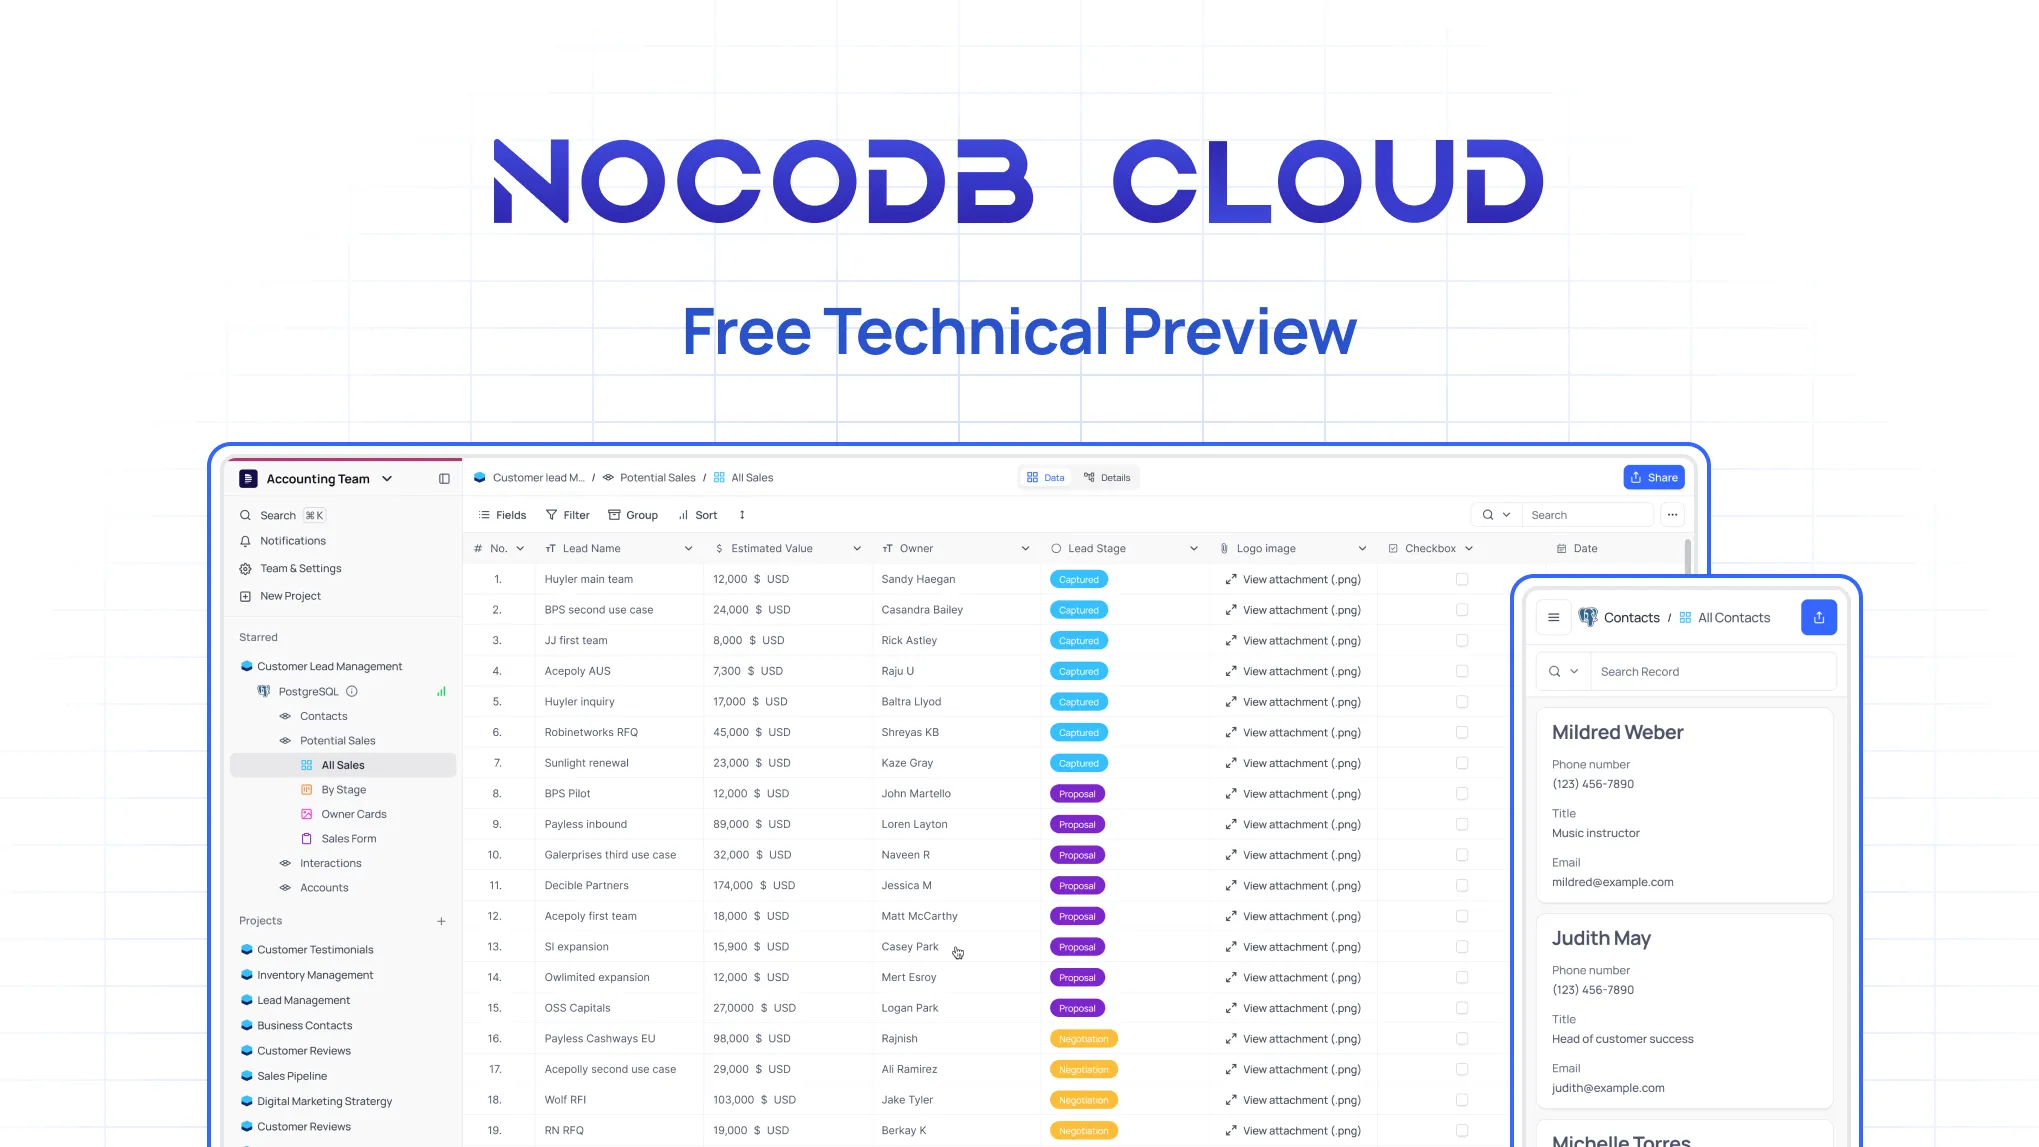 NOCODB CLOUD
Free Technical Preview
Accounting Team
Search ⌘ K
Notifications
Team & Settings
New Project
Starred
Customer Lead Management
PostgreSQL
Contacts
Potential Sales
All Sales
By Stage
Owner Cards
Sales Form
Interactions
Accounts
Projects +
Customer Testimonials
Inventory Management
Lead Management
Business Contacts
Customer Reviews
Sales Pipeline
Digital Marketing Stratergy
Customer Reviews
Customer lead M... / Potential Sales / All Sales
Data Details
Share
Fields Filter Group Sort
Search
# No. Lead Name $ Estimated Value Owner Lead Stage Logo image Checkbox Date
1. Huyler main team 12,000 $ USD Sandy Haegan Captured View attachment (.png)
2. BPS second use case 24,000 $ USD Casandra Bailey Captured View attachment (.png)
3. JJ first team 8,000 $ USD Rick Astley Captured View attachment (.png)
4. Acepoly AUS 7,300 $ USD Raju U Captured View attachment (.png)
5. Huyler inquiry 17,000 $ USD Baltra Llyod Captured View attachment (.png)
6. Robinetworks RFQ 45,000 $ USD Shreyas KB Captured View attachment (.png)
7. Sunlight renewal 23,000 $ USD Kaze Gray Captured View attachment (.png)
8. BPS Pilot 12,000 $ USD John Martello Proposal View attachment (.png)
9. Payless inbound 89,000 $ USD Loren Layton Proposal View attachment (.png)
10. Galerprises third use case 32,000 $ USD Naveen R Proposal View attachment (.png)
11. Decible Partners 174,000 $ USD Jessica M Proposal View attachment (.png)
12. Acepoly first team 18,000 $ USD Matt McCarthy Proposal View attachment (.png)
13. SI expansion 15,900 $ USD Casey Park Proposal View attachment (.png)
14. Owlimited expansion 12,000 $ USD Mert Esroy Proposal View attachment (.png)
15. OSS Capitals 27,0000 $ USD Logan Park Proposal View attachment (.png)
16. Payless Cashways EU 98,000 $ USD Rajnish Negotiation View attachment (.png)
17. Acepolly second use case 29,000 $ USD Ali Ramirez Negotiation View attachment (.png)
18. Wolf RFI 103,000 $ USD Jake Tyler Negotiation View attachment (.png)
19. RN RFQ 19,000 $ USD Berkay K Negotiation View attachment (.png)
Contacts / All Contacts
Search Record
Mildred Weber
Phone number
(123) 456-7890
Title
Music instructor
Email
mildred@example.com
Judith May
Phone number
(123) 456-7890
Title
Head of customer success
Email
judith@example.com
Michelle Torres